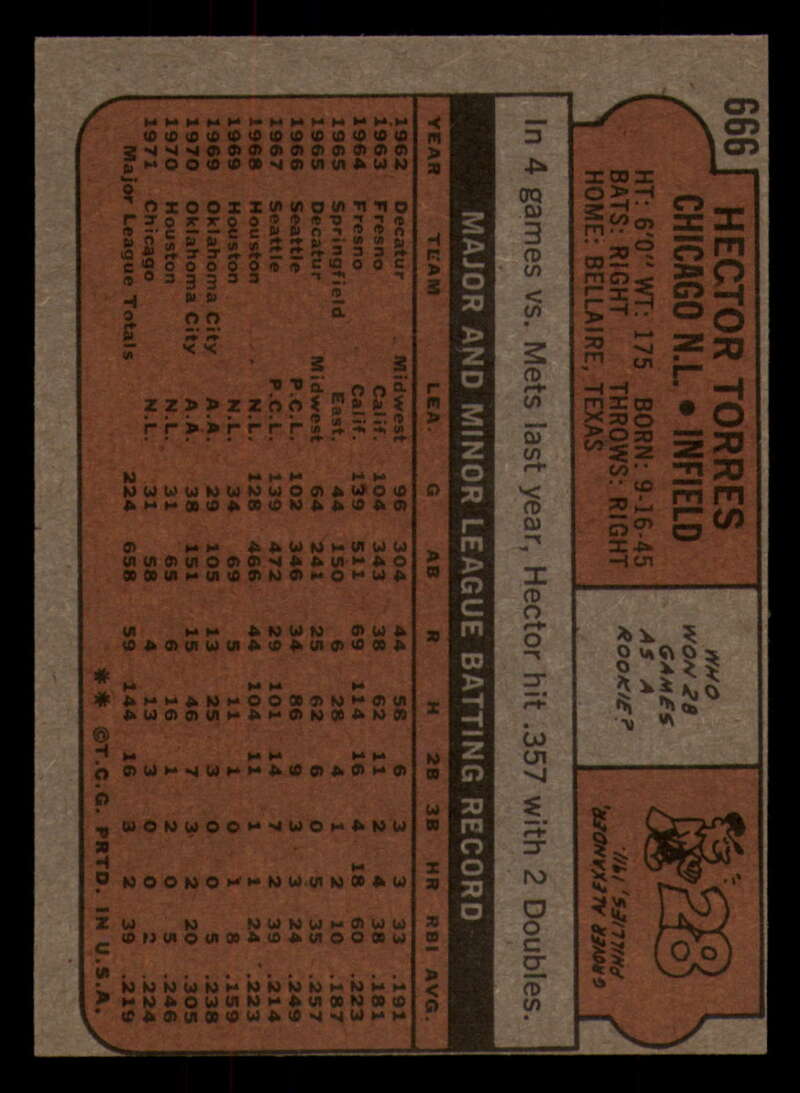 666
HECTOR TORRES
CHICAGO N.L. • INFIELD
HT: 6'0" WT: 175 BORN: 9-16-45
BATS: RIGHT THROWS: RIGHT
HOME: BELLAIRE, TEXAS
WHO
WON 28
GAMES
AS A
ROOKIE?
28
GROVER ALEXANDER,
PHILLIES, 1911.
In 4 games vs. Mets last year, Hector hit .357 with 2 Doubles.
MAJOR AND MINOR LEAGUE BATTING RECORD
YEAR TEAM LEA. G AB R H 2B 3B HR RBI AVG.
1962 Decatur Midwest 96 304 44 58 6 3 3 33 .191
1963 Fresno Calif. 104 343 38 62 11 2 4 38 .181
1964 Fresno Calif. 139 511 69 114 16 4 18 60 .223
1965 Springfield East. 44 150 6 28 4 1 2 10 .187
1965 Decatur Midwest 64 241 25 62 6 0 5 35 .257
1966 Seattle P.C.L. 102 346 34 86 9 3 3 24 .249
1967 Seattle P.C.L. 139 472 29 101 14 7 2 39 .214
1968 Houston N.L. 128 466 44 104 11 1 1 24 .223
1969 Houston N.L. 34 69 5 11 1 0 1 8 .159
1969 Oklahoma City A.A. 29 105 13 25 3 0 0 5 .238
1970 Oklahoma City A.A. 38 151 15 46 7 3 2 20 .305
1970 Houston N.L. 31 65 6 16 1 2 0 5 .246
1971 Chicago N.L. 31 58 4 13 3 0 0 2 .224
Major League Totals 224 658 59 144 16 3 2 39 .219
** ©T.C.G. PRTD. IN U.S.A.